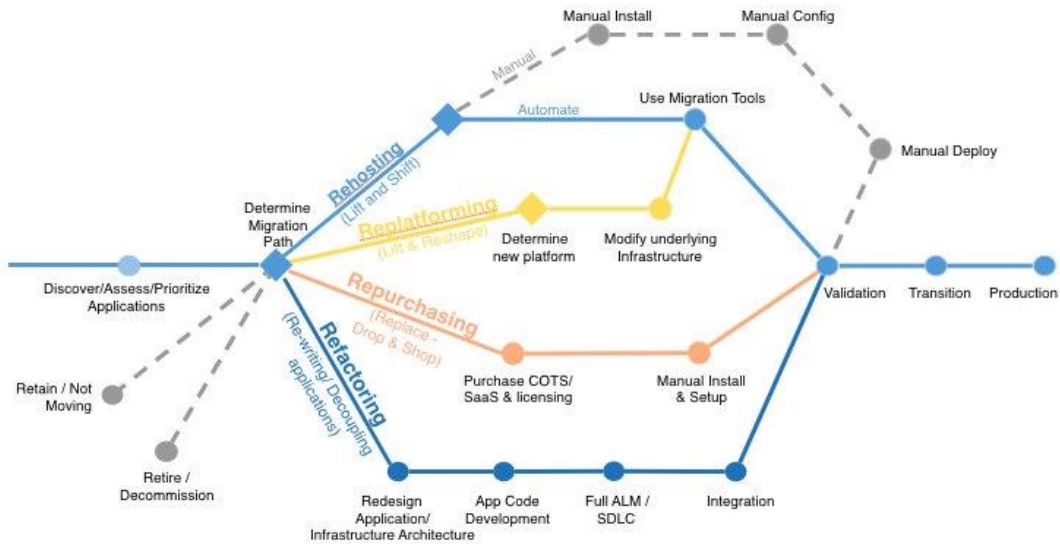 Manual Install
Manual Config
Manual
Use Migration Tools
Automate
Manual Deploy
Rehosting
(Lift and Shift)
Determine
Migration
Path
Replatforming
(Lift & Reshape)
Determine
new platform
Modify underlying
Infrastructure
Discover/Assess/Prioritize
Applications
Validation
Transition
Production
Repurchasing
(Replace -
Drop & Shop)
Purchase COTS/
SaaS & licensing
Manual Install
& Setup
Refactoring
(Re-writing/ Decoupling
applications)
Retain / Not
Moving
Retire /
Decommission
Redesign
Application/
Infrastructure Architecture
App Code
Development
Full ALM /
SDLC
Integration